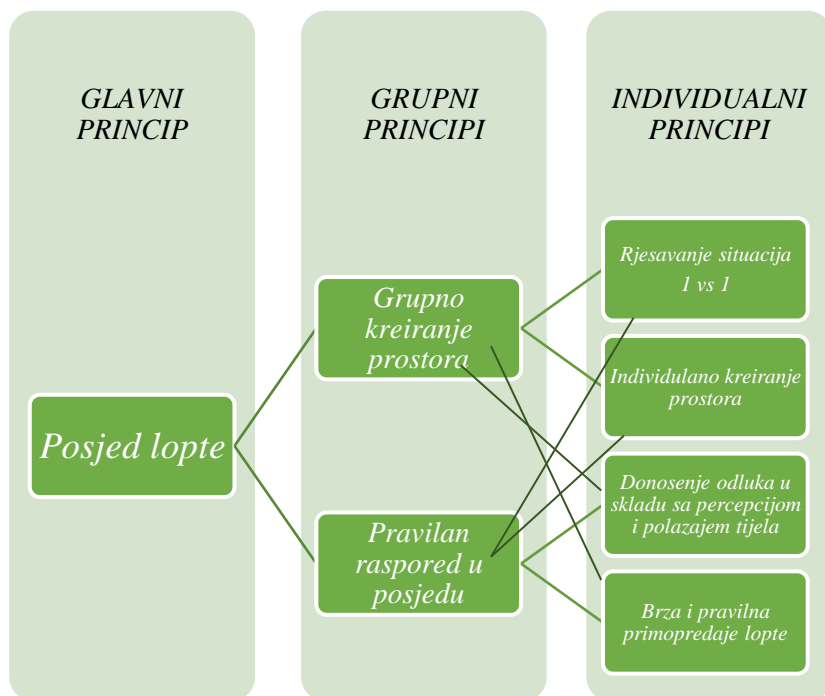 GLAVNI
PRINCIP
GRUPNI
PRINCIPI
INDIVIDUALNI
PRINCIPI
Posjed lopte
Grupno
kreiranje
prostora
Pravilan
raspored u
posjedu
Rjesavanje situacija
1 vs 1
Individulano kreiranje
prostora
Donosenje odluka u
skladu sa percepcijom
i polazajem tijela
Brza i pravilna
primopredaje lopte